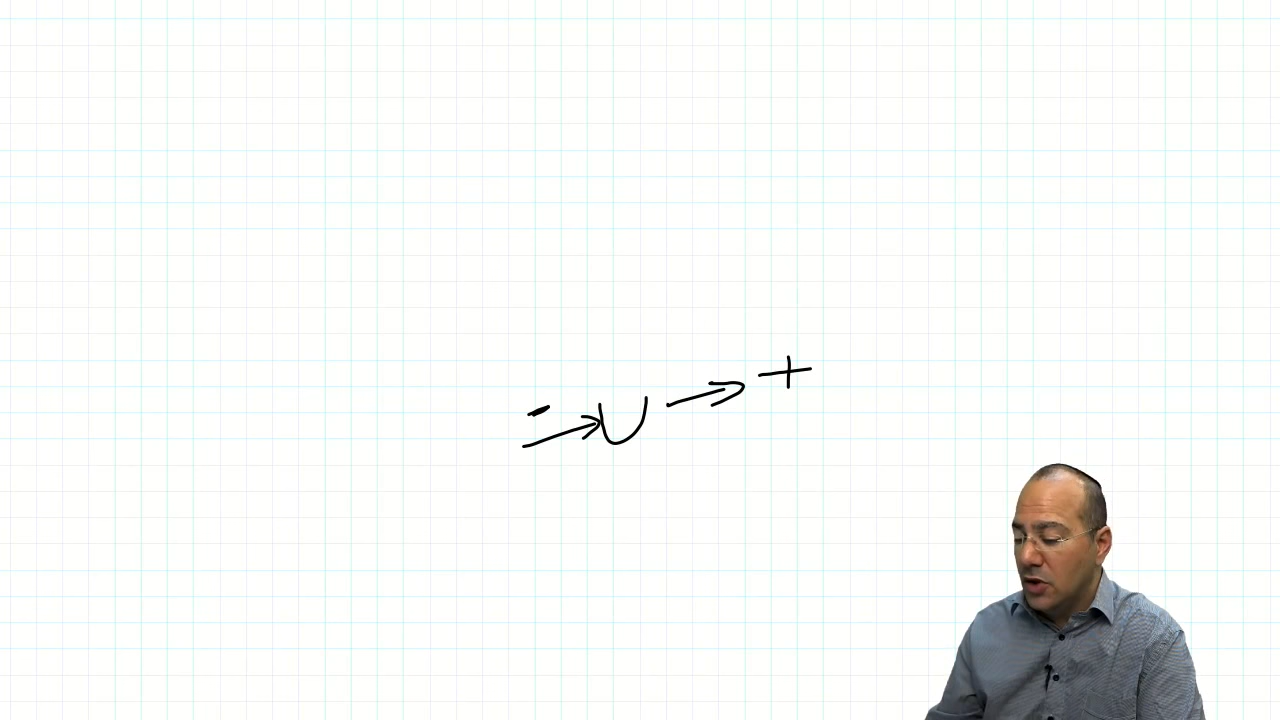 - → U → +